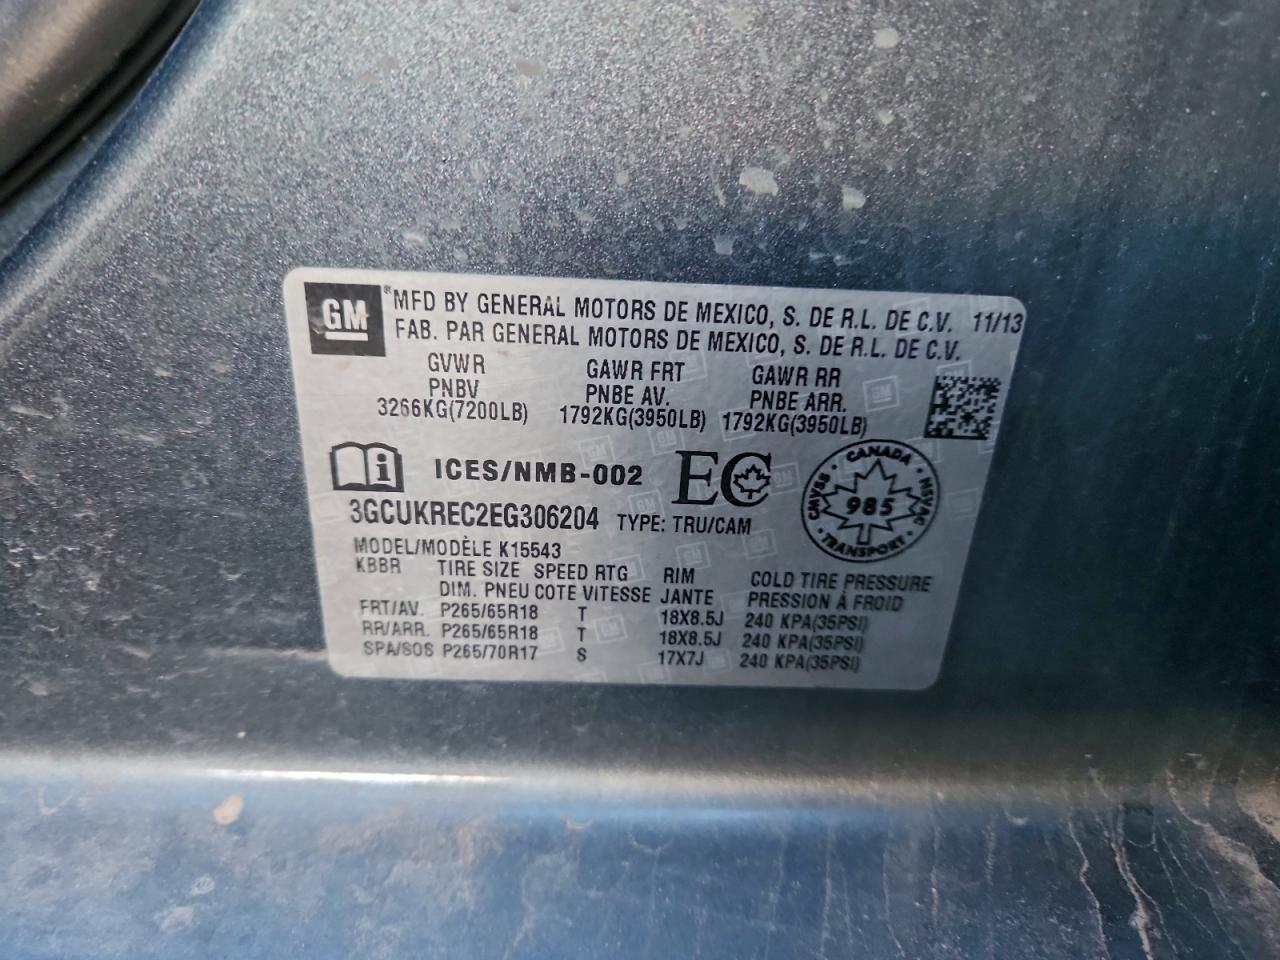 GM
MFD BY GENERAL MOTORS DE MEXICO, S. DE R.L. DE C.V. 11/13
FAB. PAR GENERAL MOTORS DE MEXICO, S. DE R.L. DE C.V.
GVWR GAWR FRT GAWR RR
PNBV PNBE AV. PNBE ARR.
3266KG(7200LB) 1792KG(3950LB) 1792KG(3950LB)
ICES/NMB-002 EC
CANADA
CMVSS 985 NSVAC
TRANSPORT
3GCUKREC2EG306204 TYPE: TRU/CAM
MODEL/MODÈLE K15543
KBBR TIRE SIZE SPEED RTG RIM COLD TIRE PRESSURE
DIM. PNEU COTE VITESSE JANTE PRESSION À FROID
FRT/AV. P265/65R18 T 18X8.5J 240 KPA(35PSI)
RR/ARR. P265/65R18 T 18X8.5J 240 KPA(35PSI)
SPA/SOS P265/70R17 S 17X7J 240 KPA(35PSI)